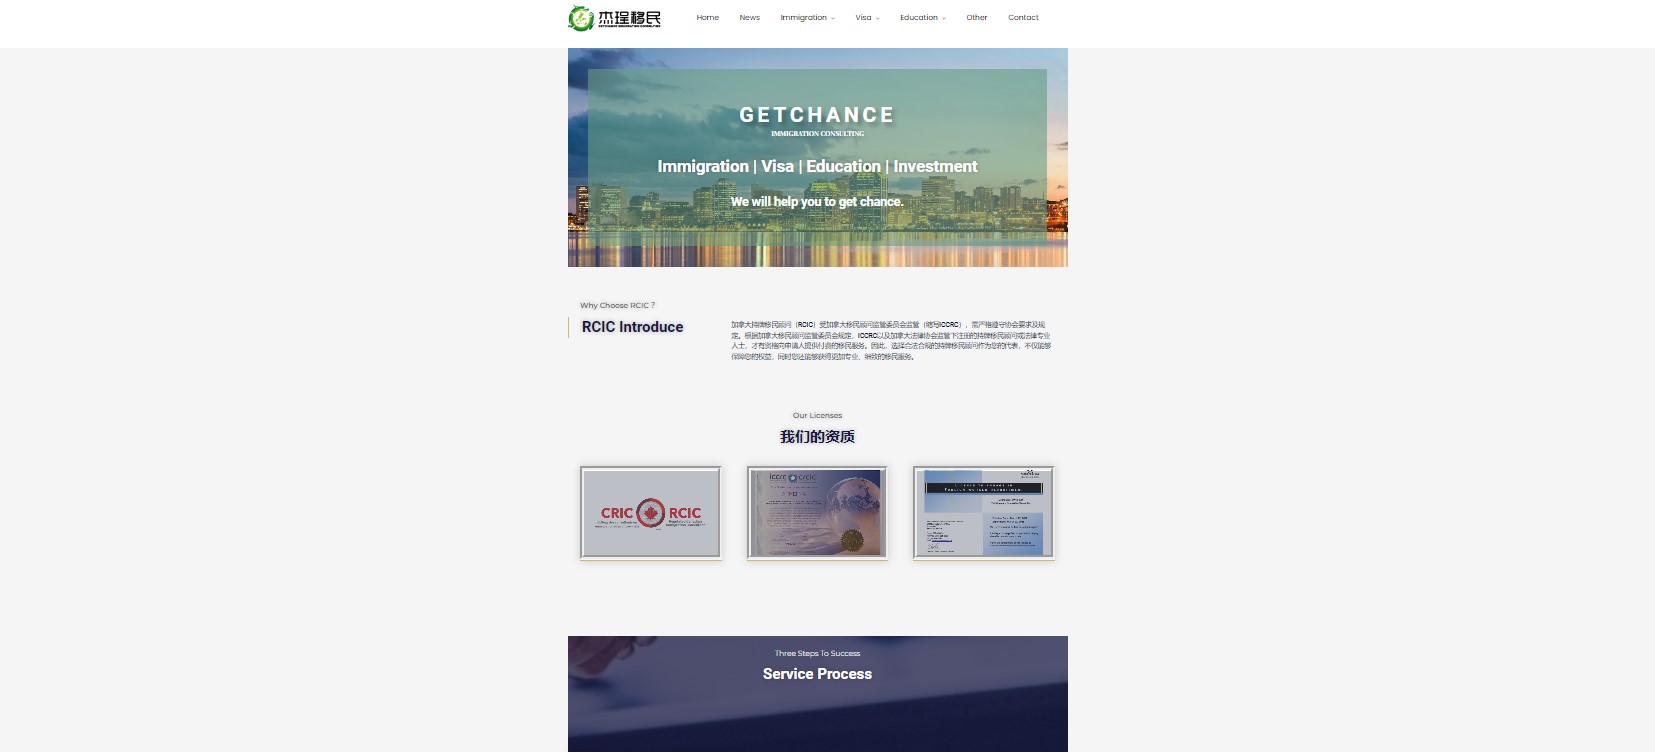 杰珵移民
GETCHANCE IMMIGRATION CONSULTING
Home News Immigration Visa Education Other Contact
GETCHANCE
IMMIGRATION CONSULTING
Immigration | Visa | Education | Investment
We will help you to get chance.
Why Choose RCIC ?
RCIC Introduce
加拿大持牌移民顾问（RCIC）受加拿大移民顾问监管委员会监管（缩写ICCRC），需严格遵守协会要求及规
定。根据加拿大移民顾问监管委员会规定，ICCRC以及加拿大法律协会监管下注册的持牌移民顾问或法律专业
人士，才有资格向申请人提供付费的移民服务。因此，选择合法合规的持牌移民顾问作为您的代表，不仅能够
保障您的权益，同时您还能够获得更加专业、细致的移民服务。
Our Licenses
我们的资质
CRIC RCIC
iccrc crcic
Three Steps To Success
Service Process